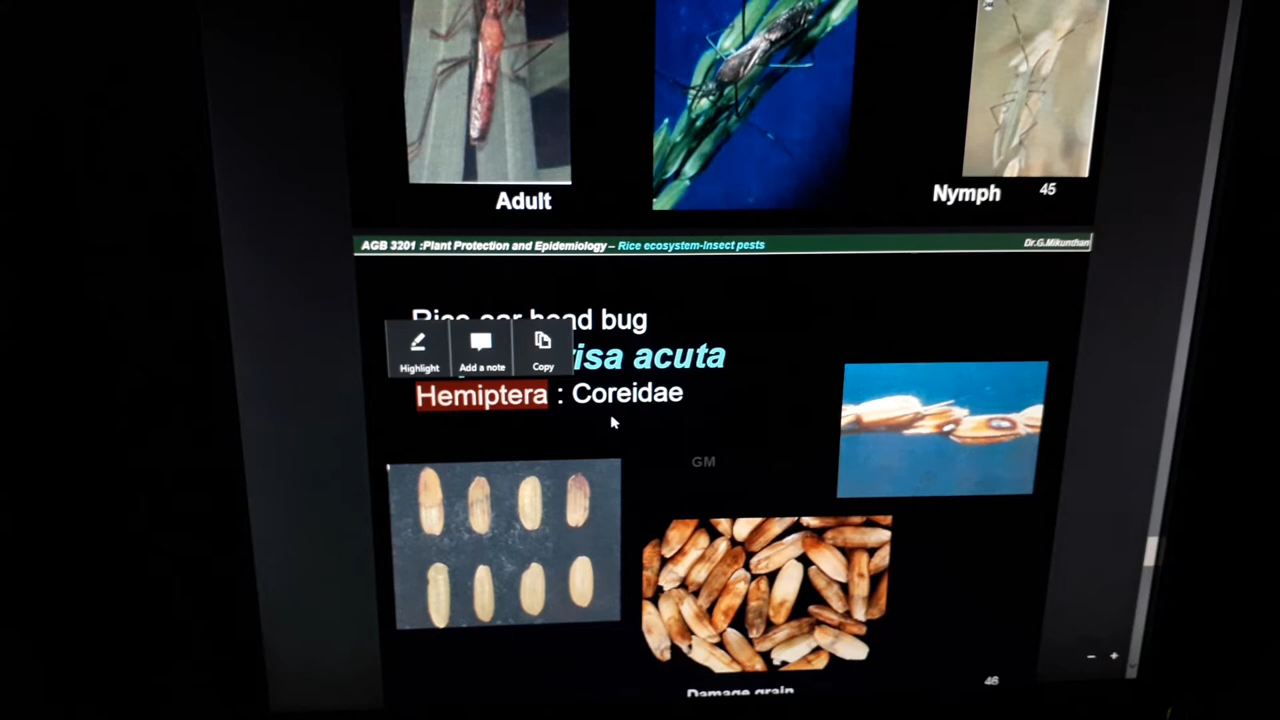 Adult
Nymph
45
AGB 3201 :Plant Protection and Epidemiology – Rice ecosystem-Insect pests
Dr.G.Mikunthan
Rice ear head bug
Highlight
Add a note
Copy
acuta
Hemiptera : Coreidae
GM
Damage grain
46